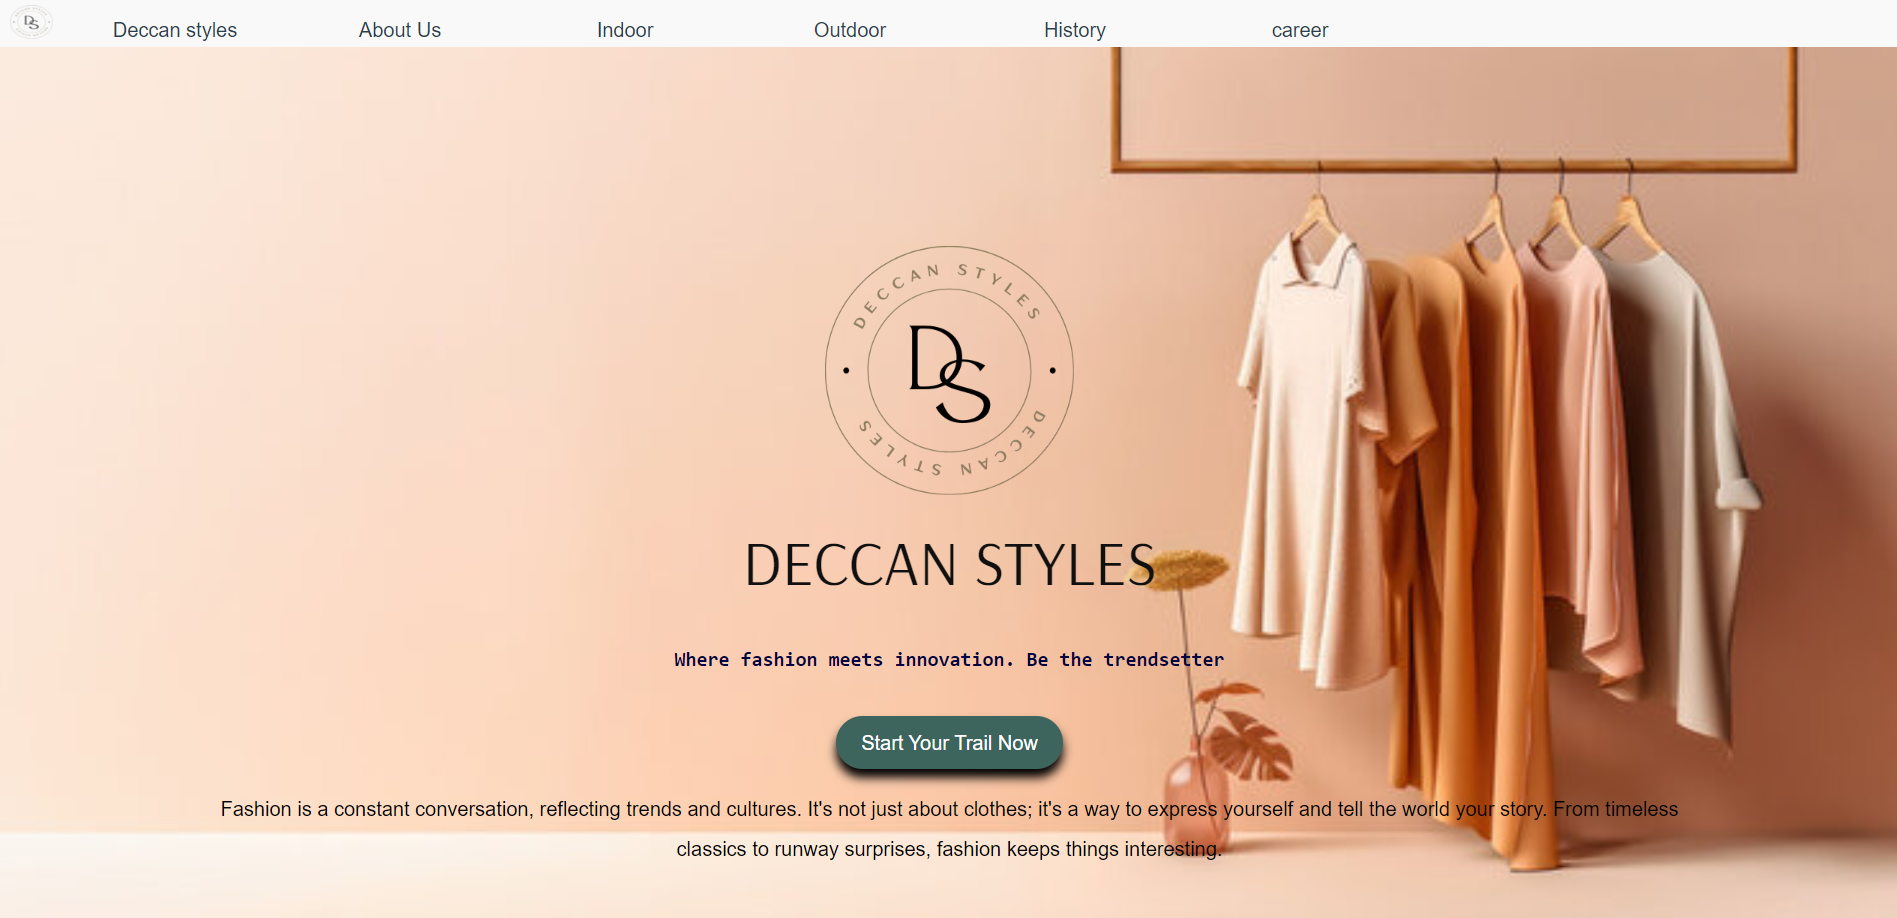 DS
Deccan styles About Us Indoor Outdoor History career
DECCAN STYLES
DS
DECCAN STYLES
DECCAN STYLES
Where fashion meets innovation. Be the trendsetter
Start Your Trail Now
Fashion is a constant conversation, reflecting trends and cultures. It's not just about clothes; it's a way to express yourself and tell the world your story. From timeless
classics to runway surprises, fashion keeps things interesting.